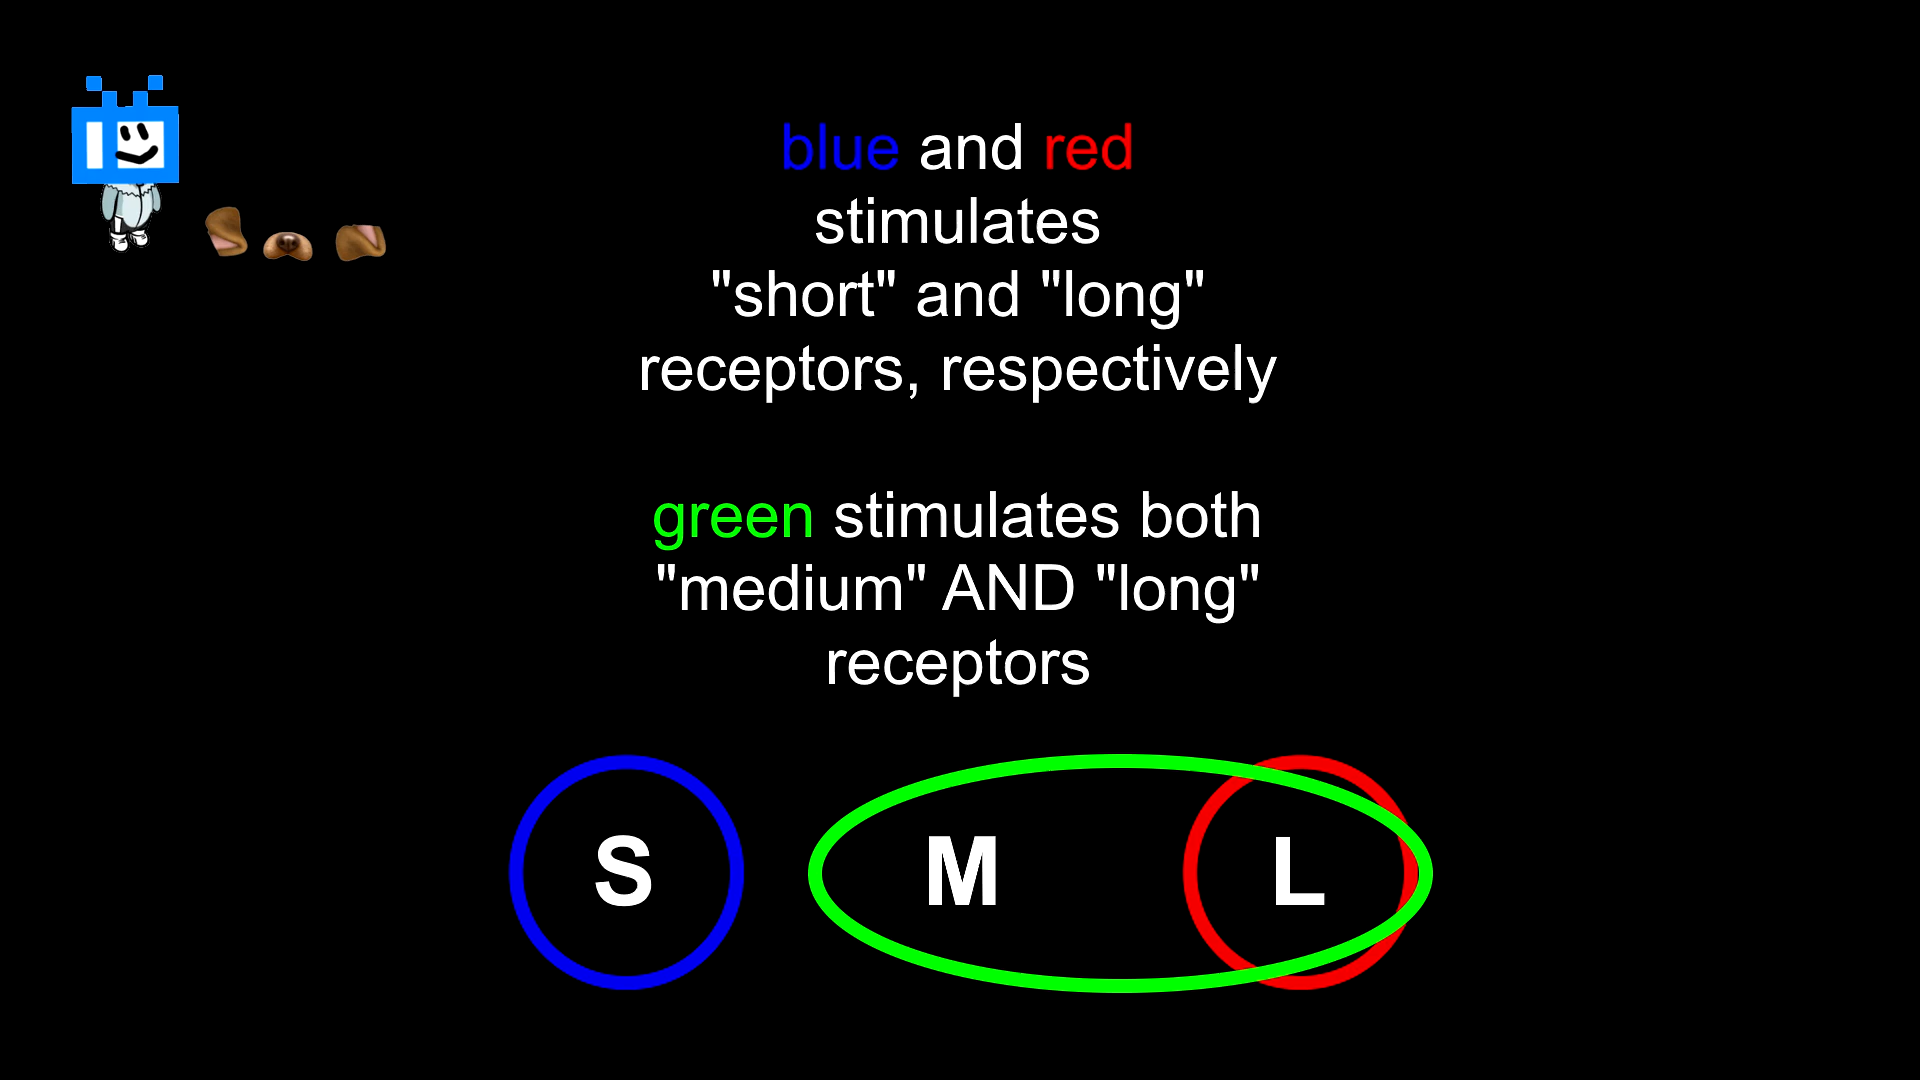 blue and red
stimulates
"short" and "long"
receptors, respectively
green stimulates both
"medium" AND "long"
receptors
S M L